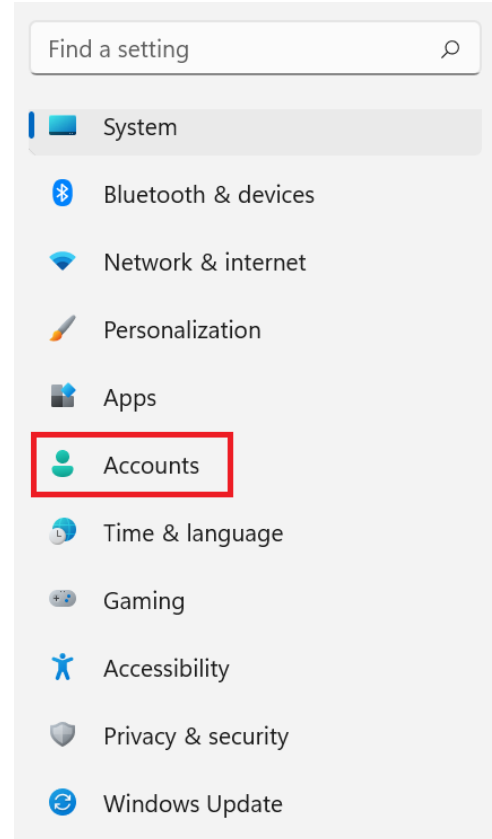 Find a setting
System
Bluetooth & devices
Network & internet
Personalization
Apps
Accounts
Time & language
Gaming
Accessibility
Privacy & security
Windows Update